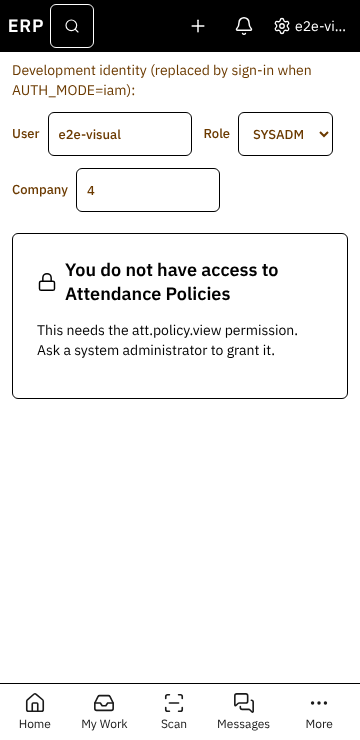 ERP
e2e-vi...
Development identity (replaced by sign-in when
AUTH_MODE=iam):
User e2e-visual Role SYSADM
Company 4
You do not have access to
Attendance Policies
This needs the att.policy.view permission.
Ask a system administrator to grant it.
Home My Work Scan Messages More